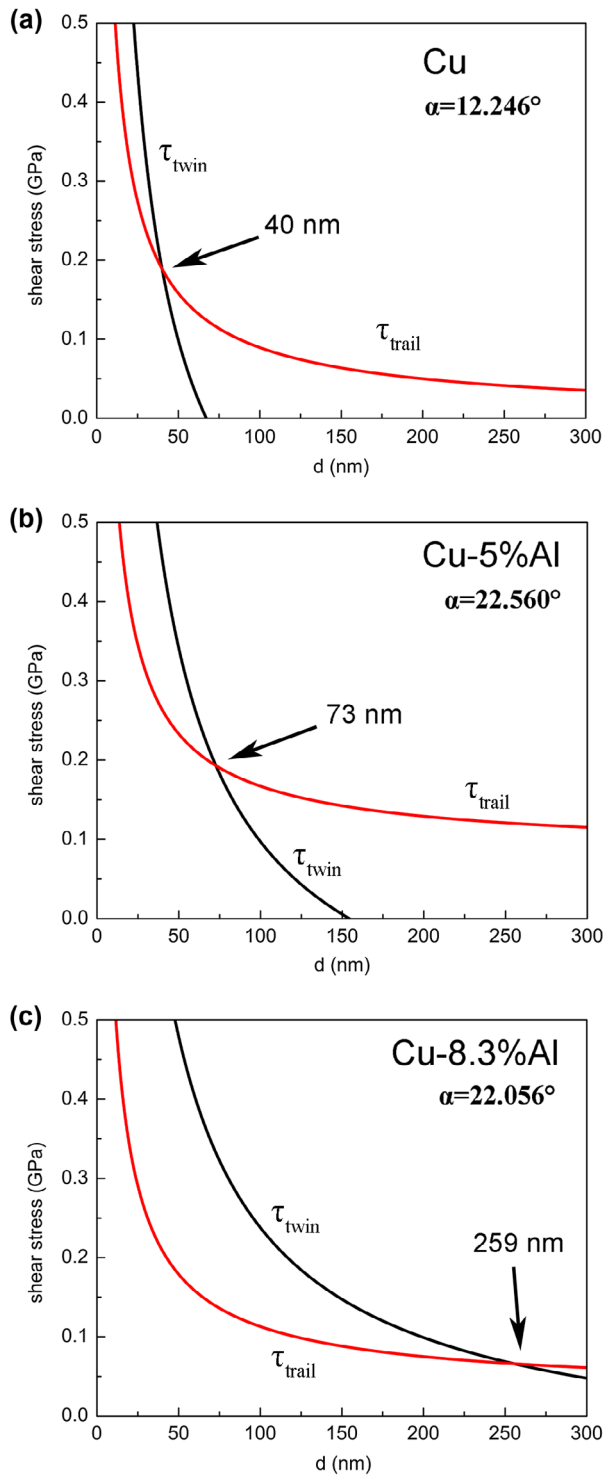 (a)
0.5
0.4
0.3
0.2
0.1
0.0
shear stress (GPa)
Cu
α=12.246°
τtwin
40 nm
τtrail
0 50 100 150 200 250 300
d (nm)
(b)
0.5
0.4
0.3
0.2
0.1
0.0
shear stress (GPa)
Cu-5%Al
α=22.560°
73 nm
τtrail
τtwin
0 50 100 150 200 250 300
d (nm)
(c)
0.5
0.4
0.3
0.2
0.1
0.0
shear stress (GPa)
Cu-8.3%Al
α=22.056°
τtwin
259 nm
τtrail
0 50 100 150 200 250 300
d (nm)